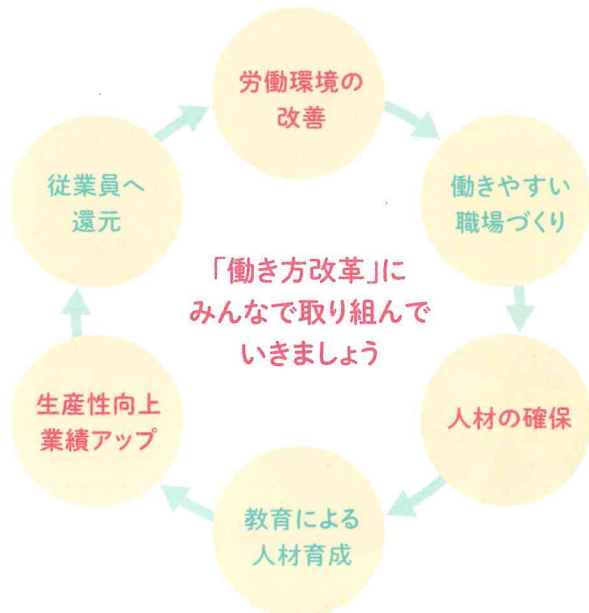 労働環境の
改善
働きやすい
職場づくり
人材の確保
教育による
人材育成
生産性向上
業績アップ
従業員へ
還元
「働き方改革」に
みんなで取り組んで
いきましょう